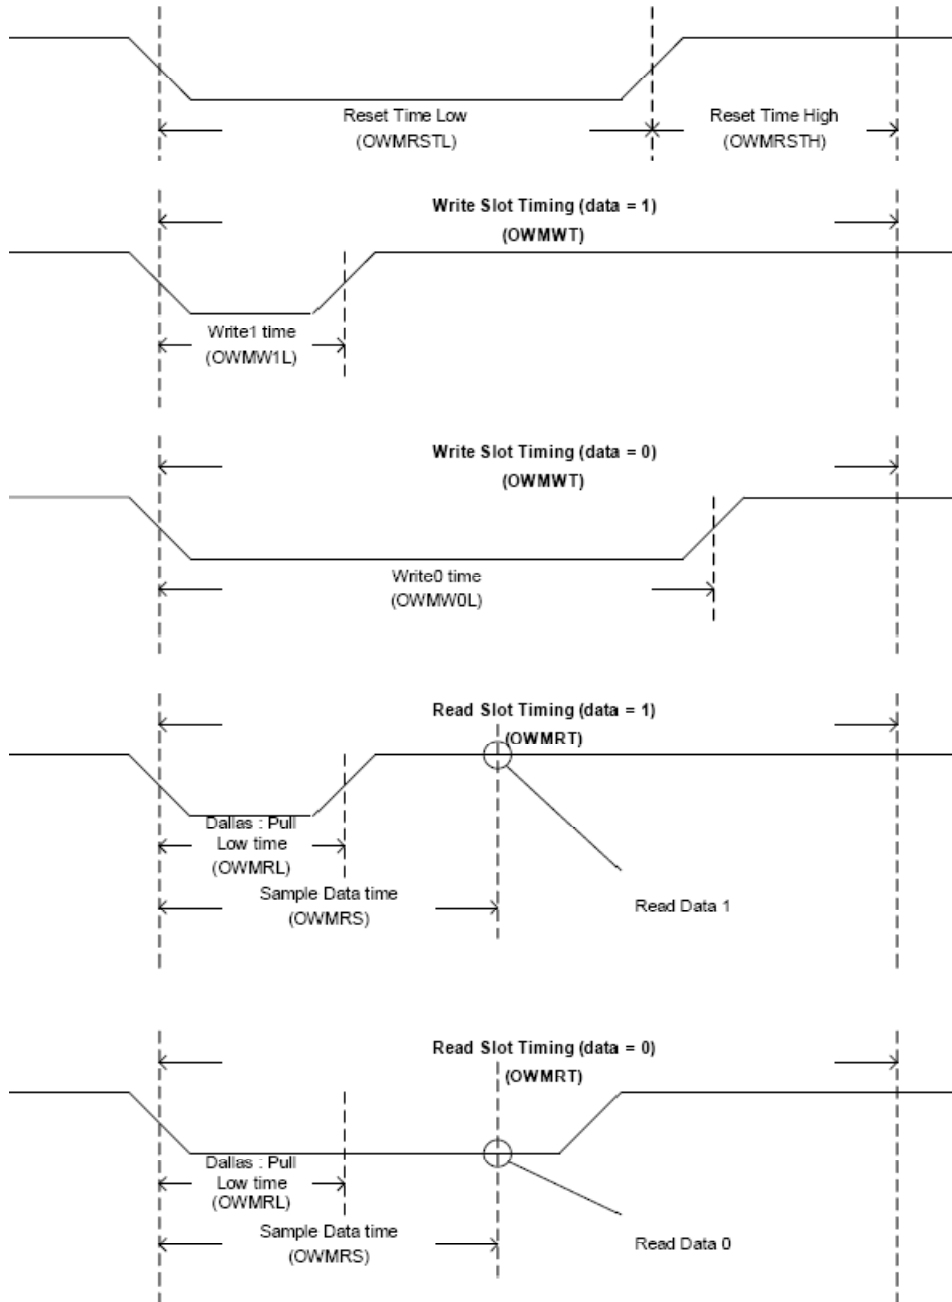 Reset Time Low
(OWMRSTL)
Reset Time High
(OWMRSTH)
Write Slot Timing (data = 1)
(OWMWT)
Write1 time
(OWMW1L)
Write Slot Timing (data = 0)
(OWMWT)
Write0 time
(OWMW0L)
Read Slot Timing (data = 1)
(OWMRT)
Dallas : Pull
Low time
(OWMRL)
Sample Data time
(OWMRS)
Read Data 1
Read Slot Timing (data = 0)
(OWMRT)
Dallas : Pull
Low time
(OWMRL)
Sample Data time
(OWMRS)
Read Data 0